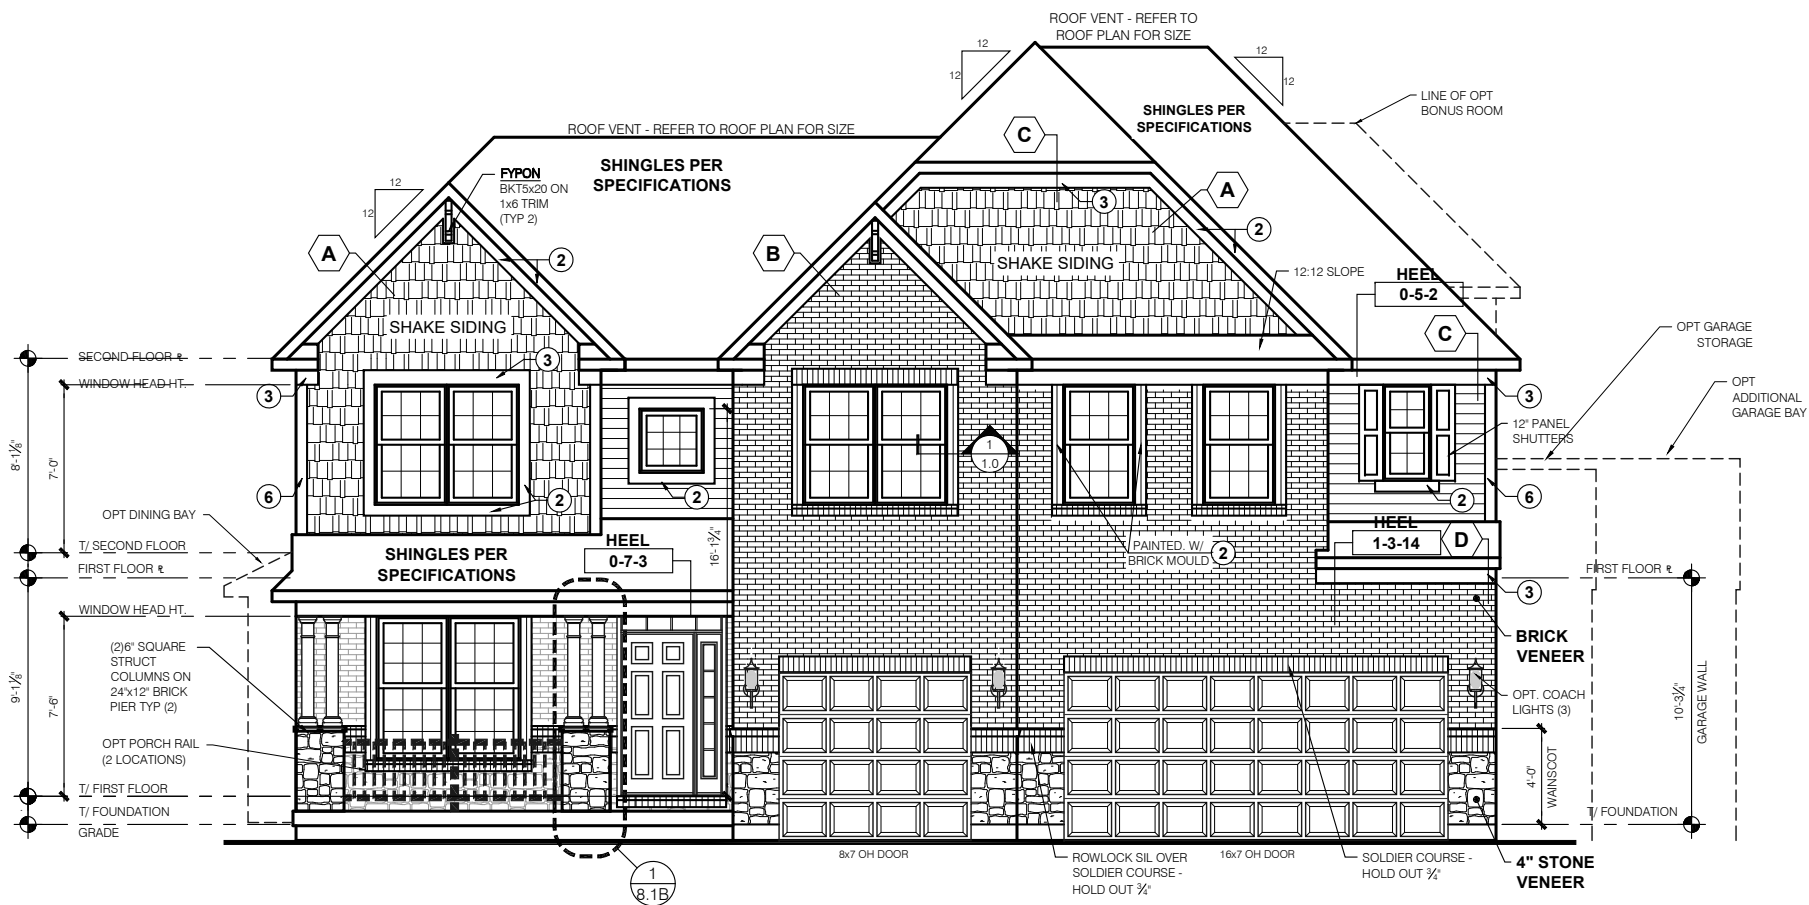 ROOF VENT - REFER TO
ROOF PLAN FOR SIZE
12
12
12
12
SHINGLES PER
SPECIFICATIONS
LINE OF OPT
BONUS ROOM
ROOF VENT - REFER TO ROOF PLAN FOR SIZE
C
SHINGLES PER
SPECIFICATIONS
FYPON
BKT5x20 ON
1x6 TRIM
(TYP 2)
12
12
A
3
2
A
2
B
SHAKE SIDING
12:12 SLOPE
HEEL
0-5-2
SHAKE SIDING
C
OPT GARAGE
STORAGE
SECOND FLOOR ℄
3
WINDOW HEAD HT.
3
3
OPT
ADDITIONAL
GARAGE BAY
12" PANEL
SHUTTERS
8'-1⅛"
7'-0"
1
1.0
6
2
2
2
6
OPT DINING BAY
HEEL
1-3-14
D
T/ SECOND FLOOR
SHINGLES PER
SPECIFICATIONS
HEEL
0-7-3
16'-1¾"
PAINTED. W/
BRICK MOULD
2
FIRST FLOOR ℄
FIRST FLOOR ℄
3
WINDOW HEAD HT.
(2)6" SQUARE
STRUCT
COLUMNS ON
24"x12" BRICK
PIER TYP (2)
BRICK
VENEER
9'-1⅛"
7'-6"
OPT. COACH
LIGHTS (3)
10'-3¾"
GARAGE WALL
OPT PORCH RAIL
(2 LOCATIONS)
4'-0"
WAINSCOT
T/ FIRST FLOOR
T/ FOUNDATION
T/ FOUNDATION
GRADE
8x7 OH DOOR
ROWLOCK SIL OVER
SOLDIER COURSE -
HOLD OUT ¾"
16x7 OH DOOR
SOLDIER COURSE -
HOLD OUT ¾"
4" STONE
VENEER
1
8.1B